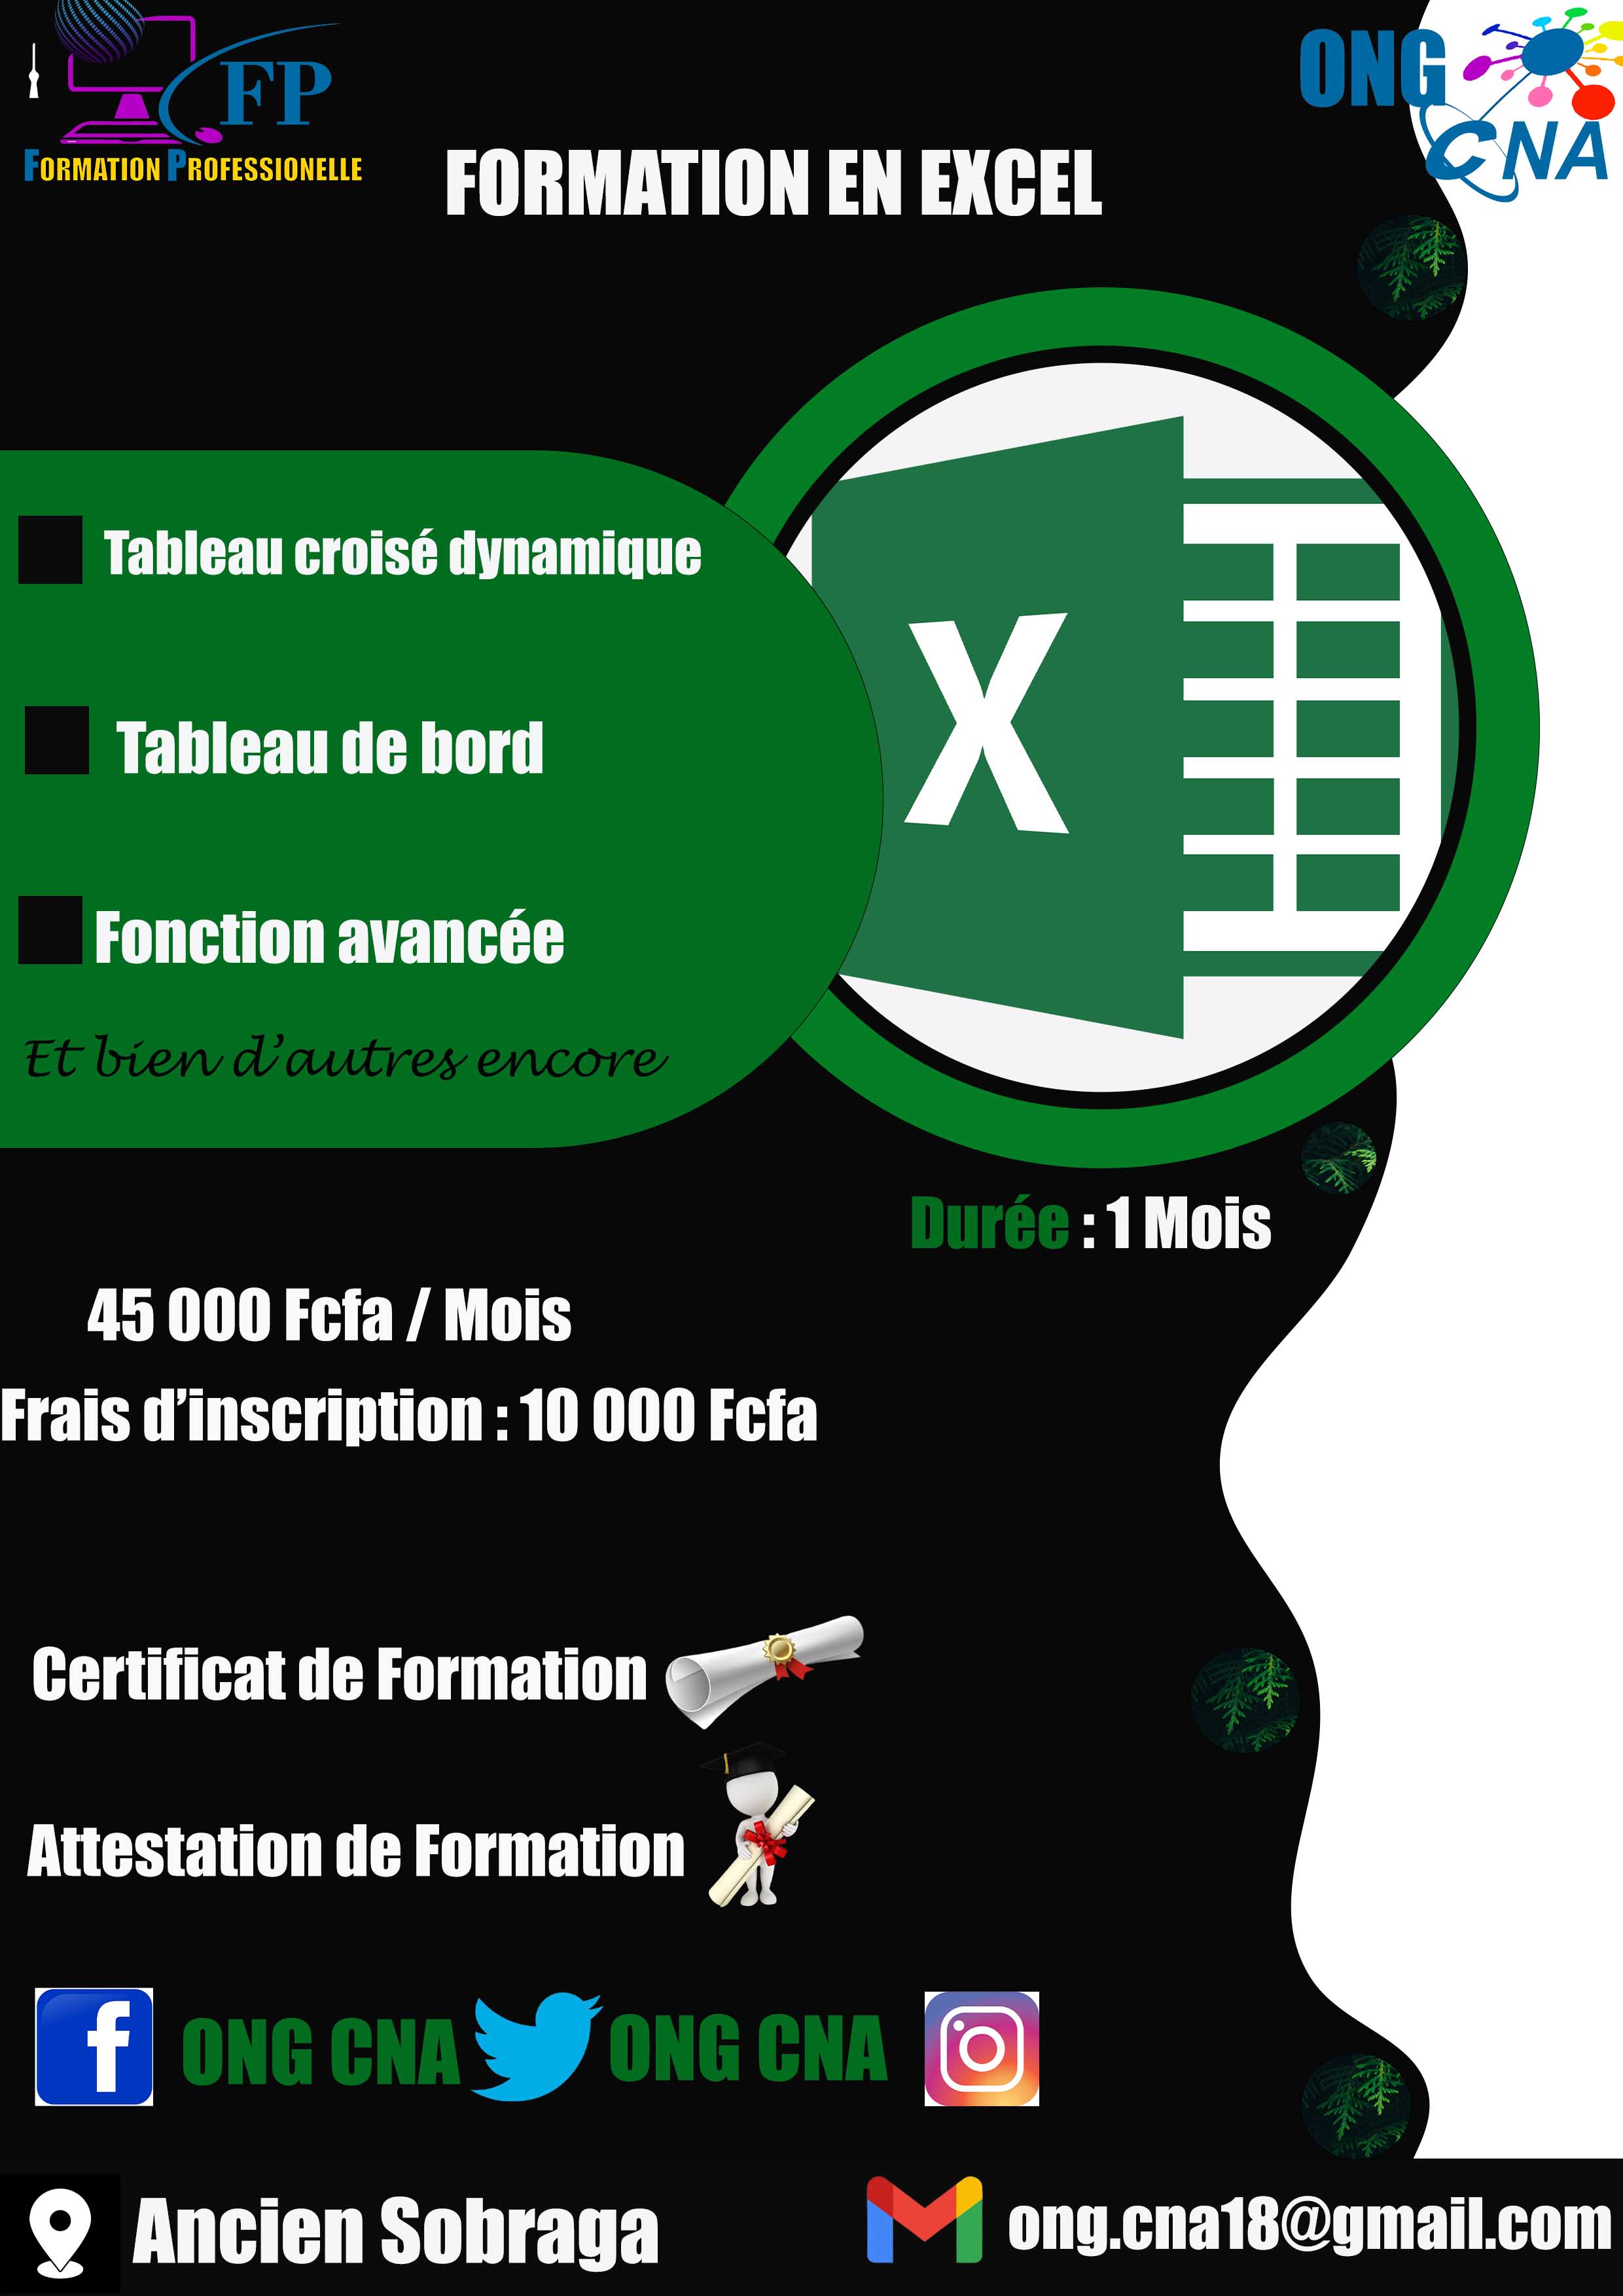 FP
FORMATION PROFESSIONELLE
ONG
CNA
FORMATION EN EXCEL
Tableau croisé dynamique
Tableau de bord
Fonction avancée
Et bien d'autres encore
X
Durée : 1 Mois
45 000 Fcfa / Mois
Frais d'inscription : 10 000 Fcfa
Certificat de Formation
Attestation de Formation
f ONG CNA ONG CNA
Ancien Sobraga
ong.cna18@gmail.com